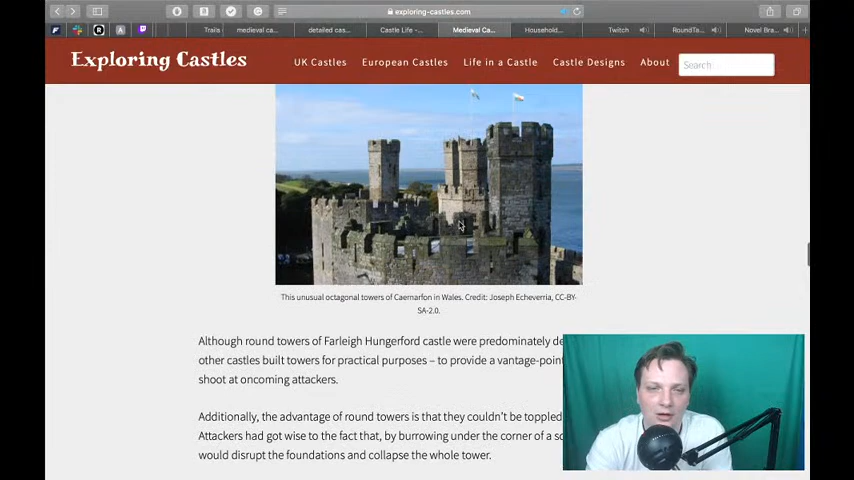 exploring-castles.com
Trails
medieval ca...
detailed cas...
Castle Life -...
Medieval Ca...
Household...
Twitch
RoundTa...
Novel Bra...
Exploring Castles
UK Castles
European Castles
Life in a Castle
Castle Designs
About
Search
This unusual octagonal towers of Caernarfon in Wales. Credit: Joseph Echeverria, CC-BY-
SA-2.0.
Although round towers of Farleigh Hungerford castle were predominately de
other castles built towers for practical purposes – to provide a vantage-point
shoot at oncoming attackers.
Additionally, the advantage of round towers is that they couldn't be toppled
Attackers had got wise to the fact that, by burrowing under the corner of a sq
would disrupt the foundations and collapse the whole tower.